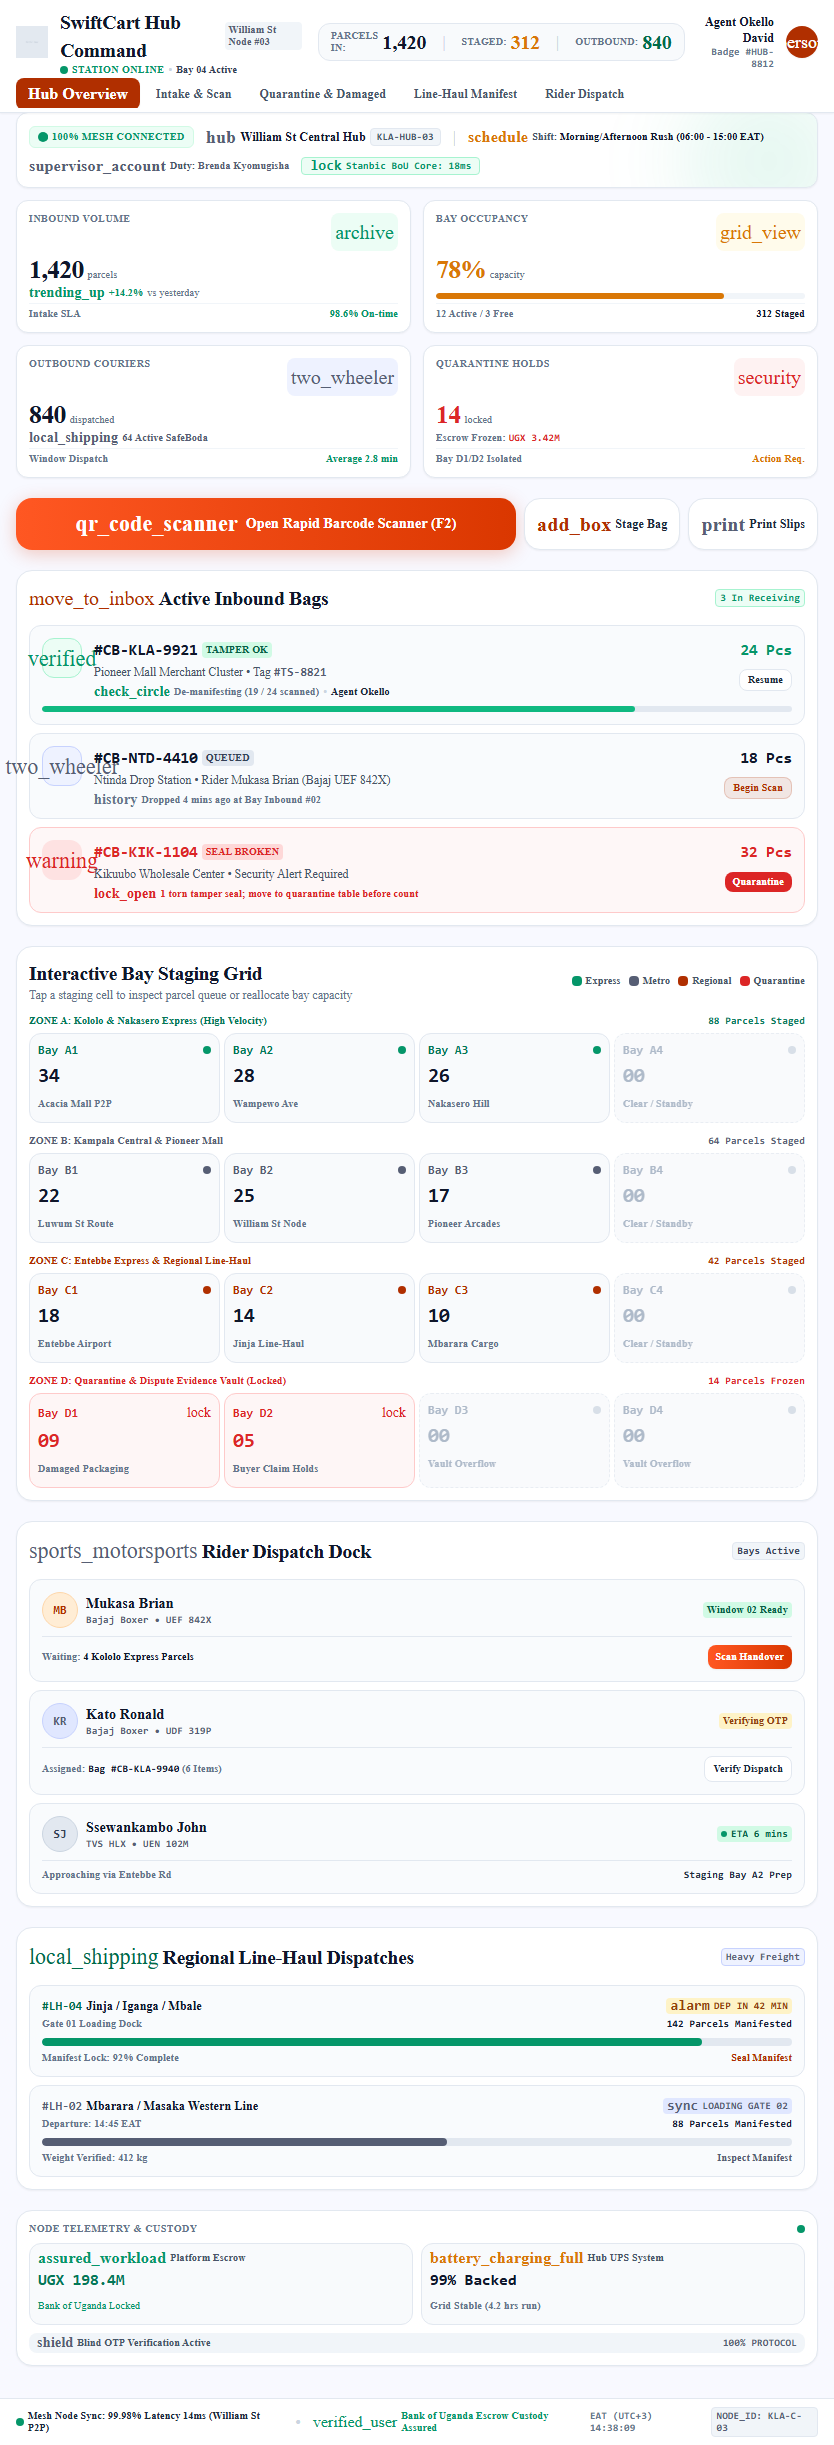 SwiftCart Hub Command
STATION ONLINE • Bay 04 Active
William St Node #03
PARCELS IN: 1,420
STAGED: 312
OUTBOUND: 840
Agent Okello David
Badge #HUB-8812
erso
Hub Overview
Intake & Scan
Quarantine & Damaged
Line-Haul Manifest
Rider Dispatch
100% MESH CONNECTED
hub William St Central Hub KLA-HUB-03
schedule Shift: Morning/Afternoon Rush (06:00 - 15:00 EAT)
supervisor_account Duty: Brenda Kyomugisha
lock Stanbic BoU Core: 18ms
INBOUND VOLUME
archive
1,420 parcels
trending_up +14.2% vs yesterday
Intake SLA
98.6% On-time
BAY OCCUPANCY
grid_view
78% capacity
12 Active / 3 Free
312 Staged
OUTBOUND COURIERS
two_wheeler
840 dispatched
local_shipping 64 Active SafeBoda
Window Dispatch
Average 2.8 min
QUARANTINE HOLDS
security
14 locked
Escrow Frozen: UGX 3.42M
Bay D1/D2 Isolated
Action Req.
qr_code_scanner Open Rapid Barcode Scanner (F2)
add_box Stage Bag
print Print Slips
move_to_inbox Active Inbound Bags
3 In Receiving
verified
#CB-KLA-9921 TAMPER OK
24 Pcs
Pioneer Mall Merchant Cluster • Tag #TS-8821
Resume
check_circle De-manifesting (19 / 24 scanned) • Agent Okello
two_wheeler
#CB-NTD-4410 QUEUED
18 Pcs
Ntinda Drop Station • Rider Mukasa Brian (Bajaj UEF 842X)
Begin Scan
history Dropped 4 mins ago at Bay Inbound #02
warning
#CB-KIK-1104 SEAL BROKEN
32 Pcs
Kikuubo Wholesale Center • Security Alert Required
Quarantine
lock_open 1 torn tamper seal; move to quarantine table before count
Interactive Bay Staging Grid
Tap a staging cell to inspect parcel queue or reallocate bay capacity
Express
Metro
Regional
Quarantine
ZONE A: Kololo & Nakasero Express (High Velocity)
88 Parcels Staged
Bay A1
34
Acacia Mall P2P
Bay A2
28
Wampewo Ave
Bay A3
26
Nakasero Hill
Bay A4
00
Clear / Standby
ZONE B: Kampala Central & Pioneer Mall
64 Parcels Staged
Bay B1
22
Luwum St Route
Bay B2
25
William St Node
Bay B3
17
Pioneer Arcades
Bay B4
00
Clear / Standby
ZONE C: Entebbe Express & Regional Line-Haul
42 Parcels Staged
Bay C1
18
Entebbe Airport
Bay C2
14
Jinja Line-Haul
Bay C3
10
Mbarara Cargo
Bay C4
00
Clear / Standby
ZONE D: Quarantine & Dispute Evidence Vault (Locked)
14 Parcels Frozen
Bay D1 lock
09
Damaged Packaging
Bay D2 lock
05
Buyer Claim Holds
Bay D3
00
Vault Overflow
Bay D4
00
Vault Overflow
sports_motorsports Rider Dispatch Dock
Bays Active
MB
Mukasa Brian
Bajaj Boxer • UEF 842X
Window 02 Ready
Waiting: 4 Kololo Express Parcels
Scan Handover
KR
Kato Ronald
Bajaj Boxer • UDF 319P
Verifying OTP
Assigned: Bag #CB-KLA-9940 (6 Items)
Verify Dispatch
SJ
Ssewankambo John
TVS HLX • UEN 102M
ETA 6 mins
Approaching via Entebbe Rd
Staging Bay A2 Prep
local_shipping Regional Line-Haul Dispatches
Heavy Freight
#LH-04 Jinja / Iganga / Mbale
alarm DEP IN 42 MIN
Gate 01 Loading Dock
142 Parcels Manifested
Manifest Lock: 92% Complete
Seal Manifest
#LH-02 Mbarara / Masaka Western Line
sync LOADING GATE 02
Departure: 14:45 EAT
88 Parcels Manifested
Weight Verified: 412 kg
Inspect Manifest
NODE TELEMETRY & CUSTODY
assured_workload Platform Escrow
UGX 198.4M
Bank of Uganda Locked
battery_charging_full Hub UPS System
99% Backed
Grid Stable (4.2 hrs run)
shield Blind OTP Verification Active
100% PROTOCOL
Mesh Node Sync: 99.98% Latency 14ms (William St P2P)
verified_user Bank of Uganda Escrow Custody Assured
EAT (UTC+3) 14:38:09
NODE_ID: KLA-C-03